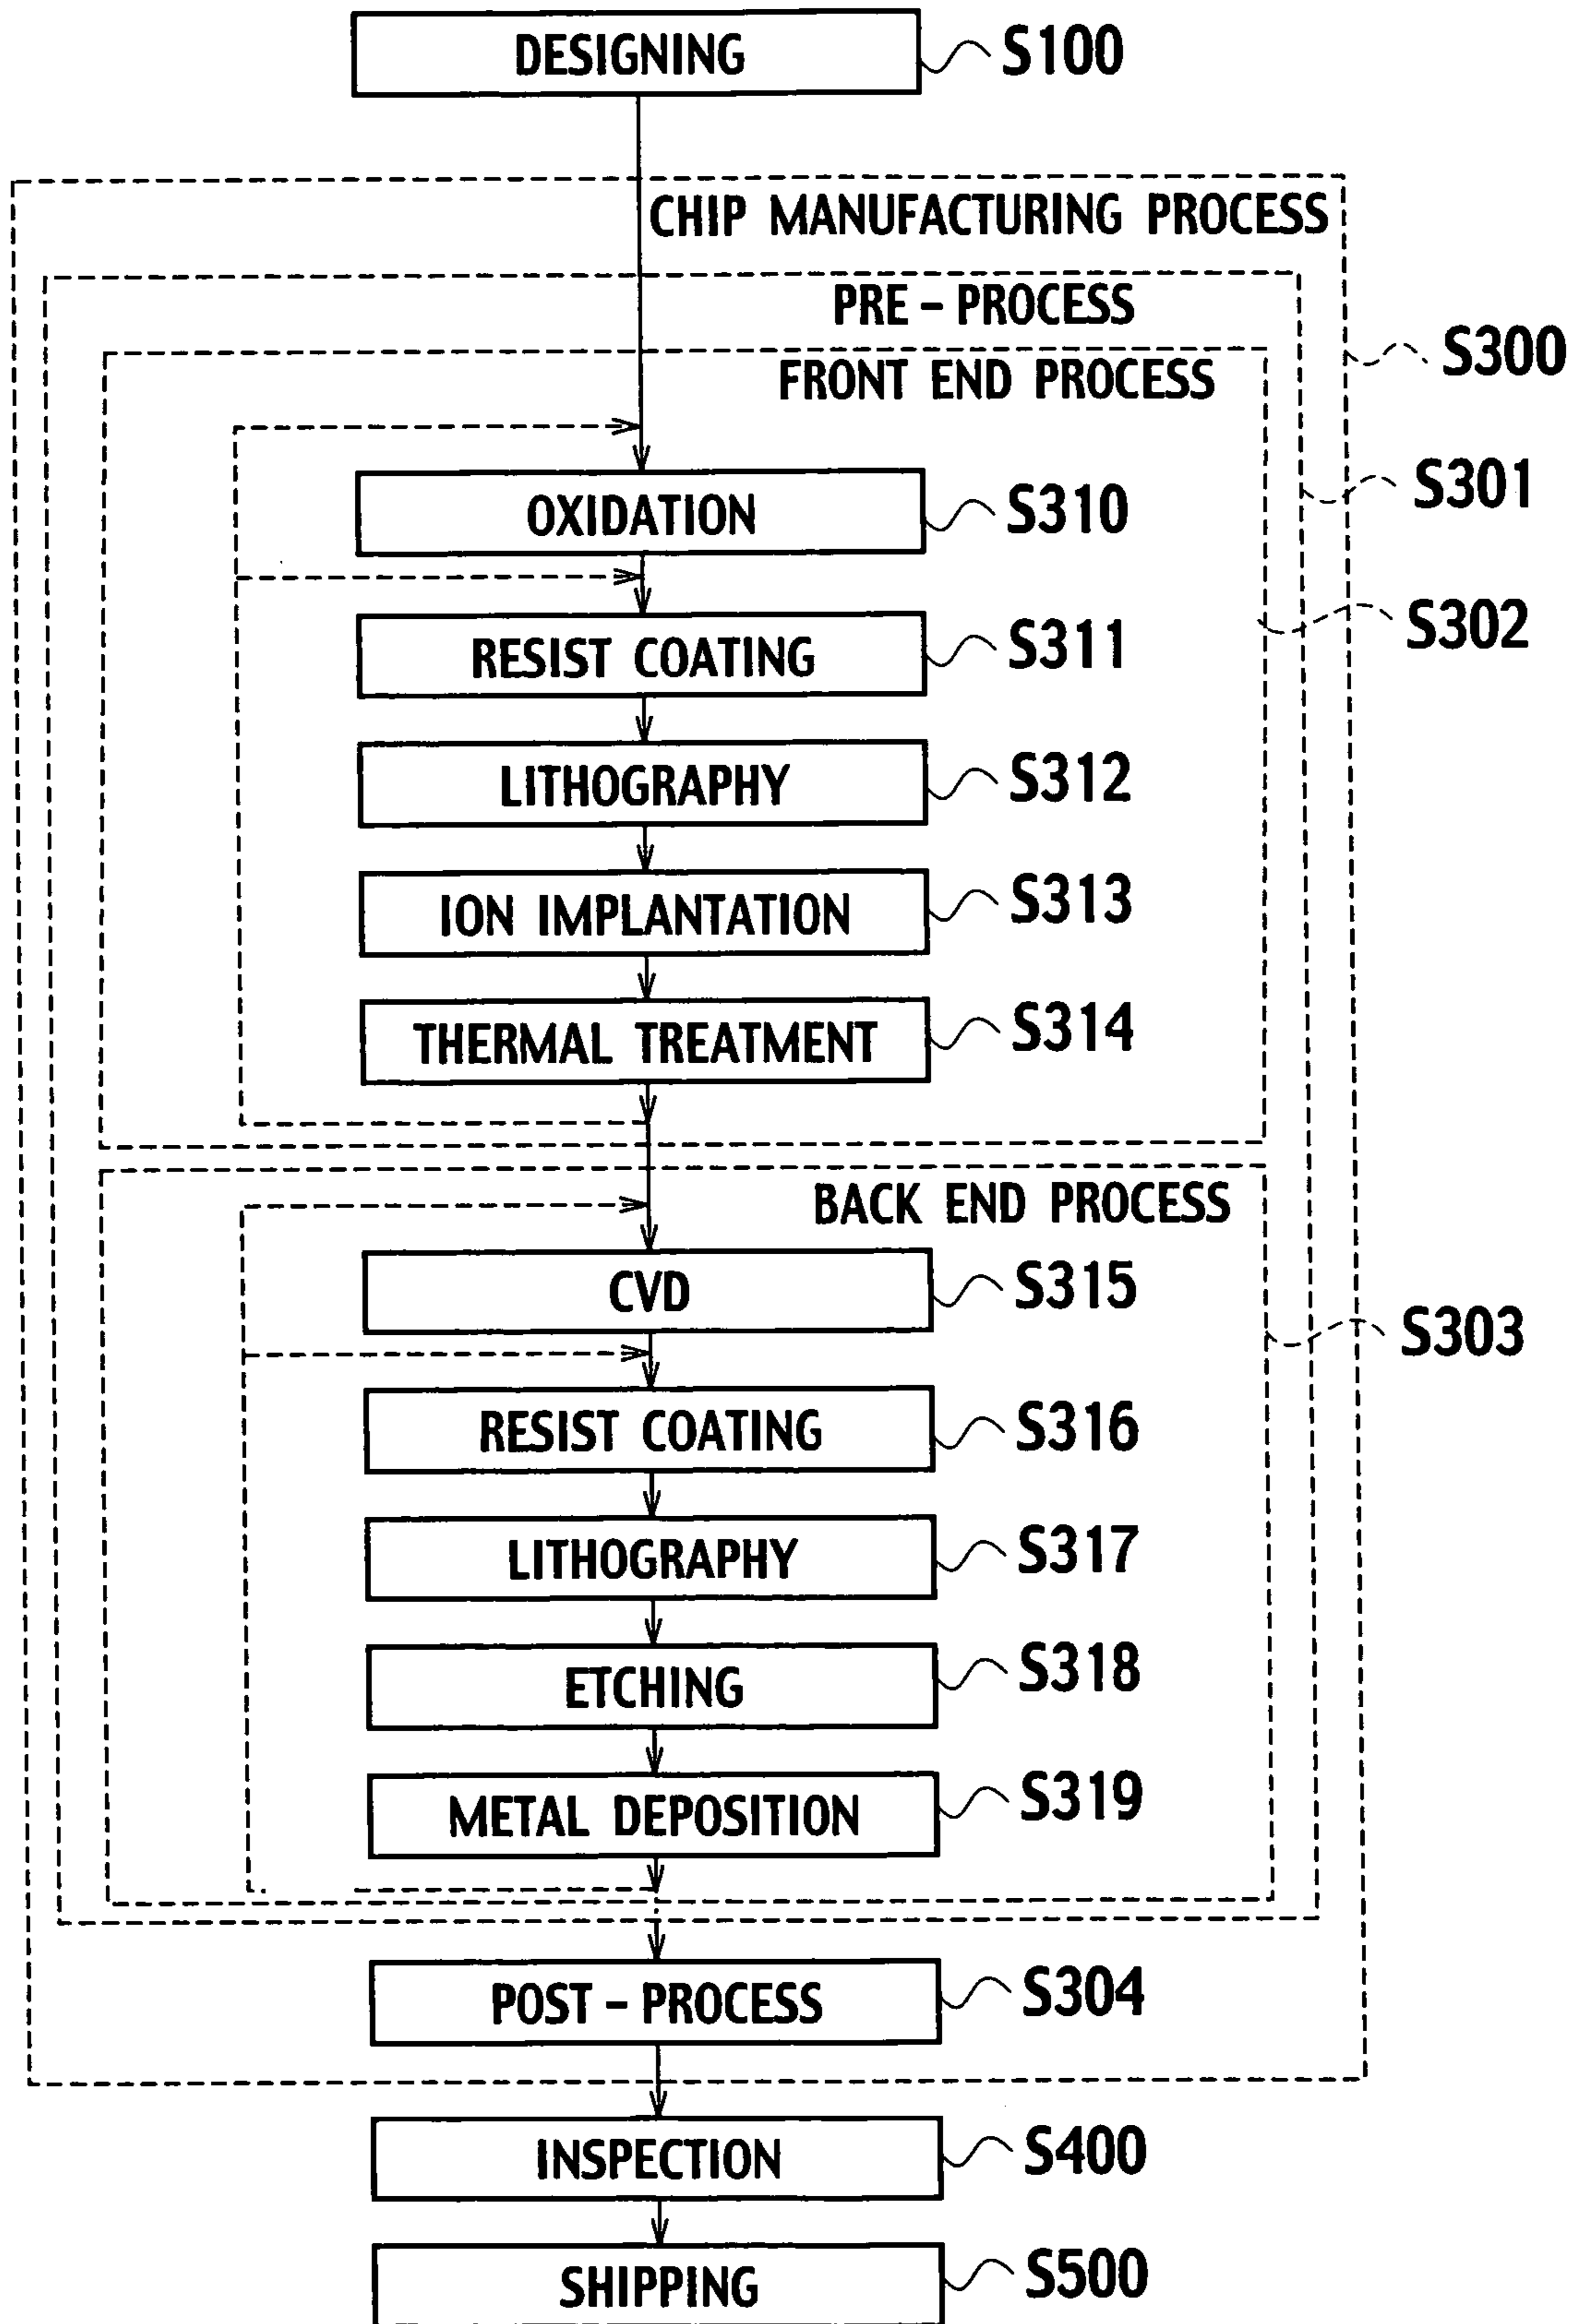 DESIGNING S100
CHIP MANUFACTURING PROCESS
PRE-PROCESS
S300
FRONT END PROCESS
S301
OXIDATION S310
S302
RESIST COATING S311
LITHOGRAPHY S312
ION IMPLANTATION S313
THERMAL TREATMENT S314
BACK END PROCESS
CVD S315
S303
RESIST COATING S316
LITHOGRAPHY S317
ETCHING S318
METAL DEPOSITION S319
POST-PROCESS S304
INSPECTION S400
SHIPPING S500